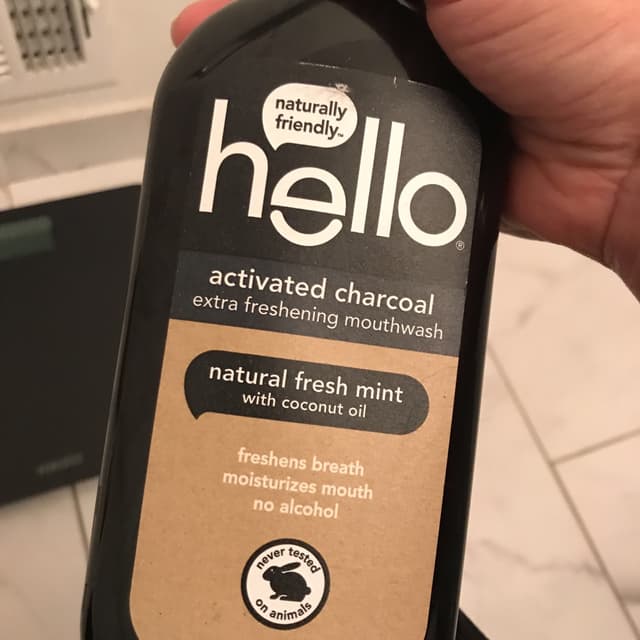 naturally
friendly™
hello®
activated charcoal
extra freshening mouthwash
natural fresh mint
with coconut oil
freshens breath
moisturizes mouth
no alcohol
never tested
on animals